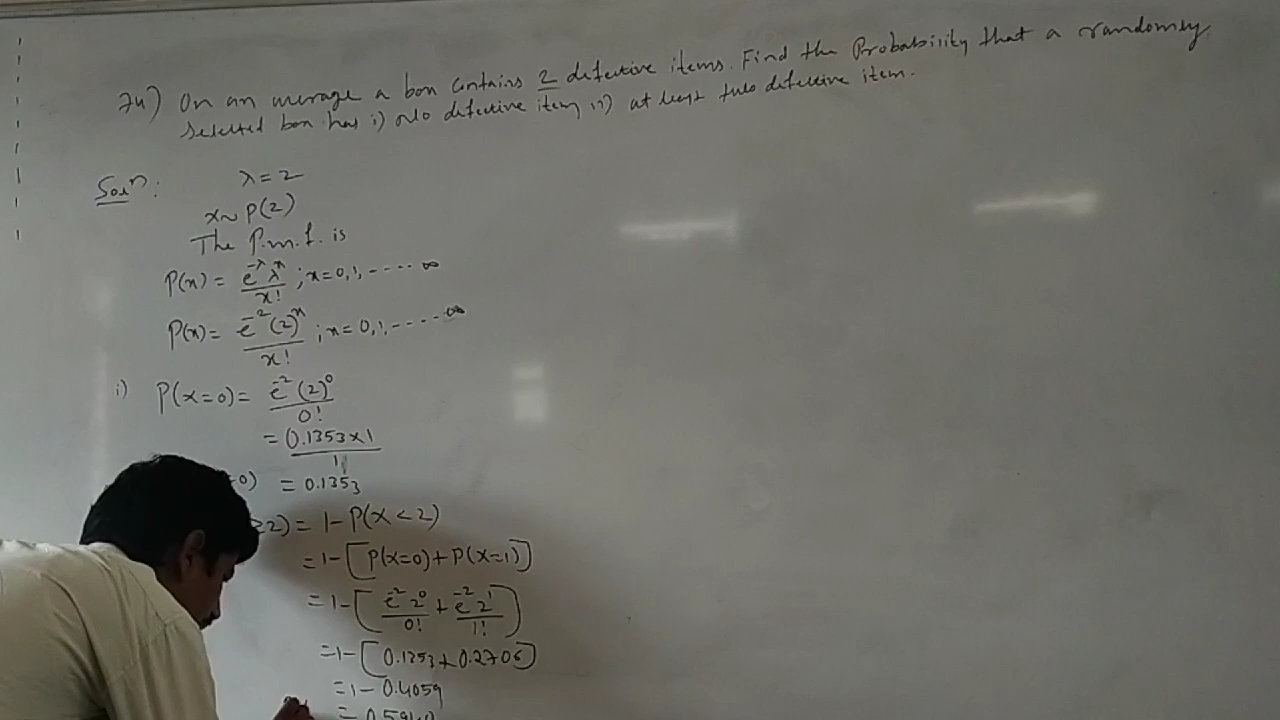 74) On an average a box contains 2 defective items. Find the Probability that a randomly
selected box has i) No defective item ii) at least two defective item.
Solⁿ: λ=2
x~P(2)
The P.m.f. is
P(x) = e^-λ λ^x / x! ; x=0,1,----- ∞
P(x) = e^-2 (2)^x / x! ; x=0,1,----- ∞
i) P(x=0) = e^-2 (2)^0 / 0!
= 0.1353×1 / 1
=0) = 0.1353
≥2) = 1-P(x<2)
= 1-[P(x=0)+P(x=1)]
= 1-[e^-2 2^0 / 0! + e^-2 2^1 / 1!]
= 1-[0.1353+0.2706]
= 1-0.4059